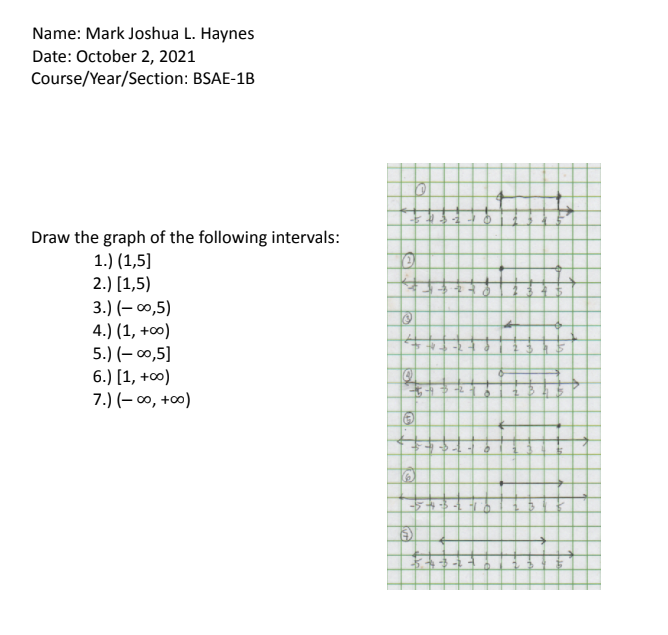 Name: Mark Joshua L. Haynes
Date: October 2, 2021
Course/Year/Section: BSAE-1B
Draw the graph of the following intervals:
1.) (1,5]
2.) [1,5)
3.) (– ∞,5)
4.) (1, +∞)
5.) (– ∞,5]
6.) [1, +∞)
7.) (– ∞, +∞)
①
-5 -4 -3 -2 -1 0 1 2 3 4 5
②
-5 -4 -3 -2 -1 0 1 2 3 4 5
③
-5 -4 -3 -2 -1 0 1 2 3 4 5
④
-5 -4 -3 -2 -1 0 1 2 3 4 5
⑤
-5 -4 -3 -2 -1 0 1 2 3 4 5
⑥
-5 -4 -3 -2 -1 0 1 2 3 4 5
⑦
-5 -4 -3 -2 -1 0 1 2 3 4 5